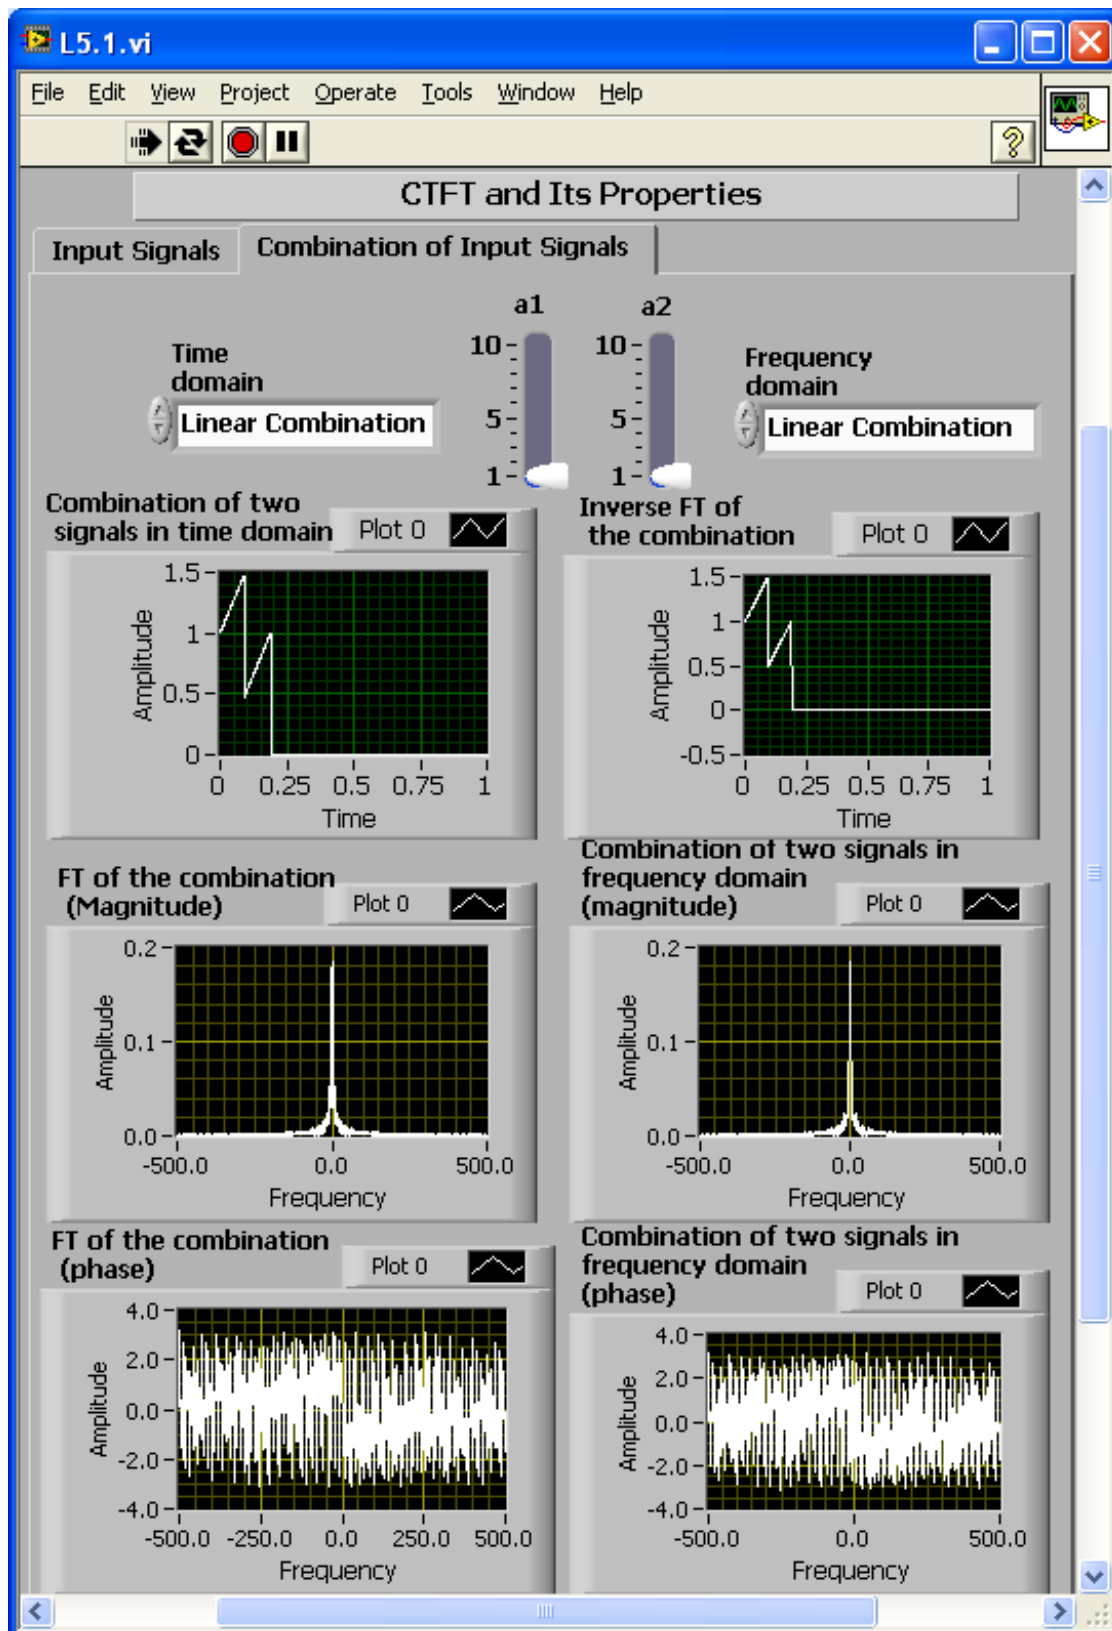 L5.1.vi
File Edit View Project Operate Tools Window Help
?
CTFT and Its Properties
Input Signals
Combination of Input Signals
a1
a2
10
5
1
10
5
1
Time
domain
Linear Combination
Frequency
domain
Linear Combination
Combination of two
signals in time domain
Plot 0
1.5
1
0.5
0
Amplitude
0 0.25 0.5 0.75 1
Time
Inverse FT of
the combination
Plot 0
1.5
1
0.5
0
-0.5
Amplitude
0 0.25 0.5 0.75 1
Time
FT of the combination
(Magnitude)
Plot 0
0.2
0.1
0.0
Amplitude
-500.0 0.0 500.0
Frequency
Combination of two signals in
frequency domain
(magnitude)
Plot 0
0.2
0.1
0.0
Amplitude
-500.0 0.0 500.0
Frequency
FT of the combination
(phase)
Plot 0
4.0
2.0
0.0
-2.0
-4.0
Amplitude
-500.0 -250.0 0.0 250.0 500.0
Frequency
Combination of two signals in
frequency domain
(phase)
Plot 0
4.0
2.0
0.0
-2.0
-4.0
Amplitude
-500.0 0.0 500.0
Frequency